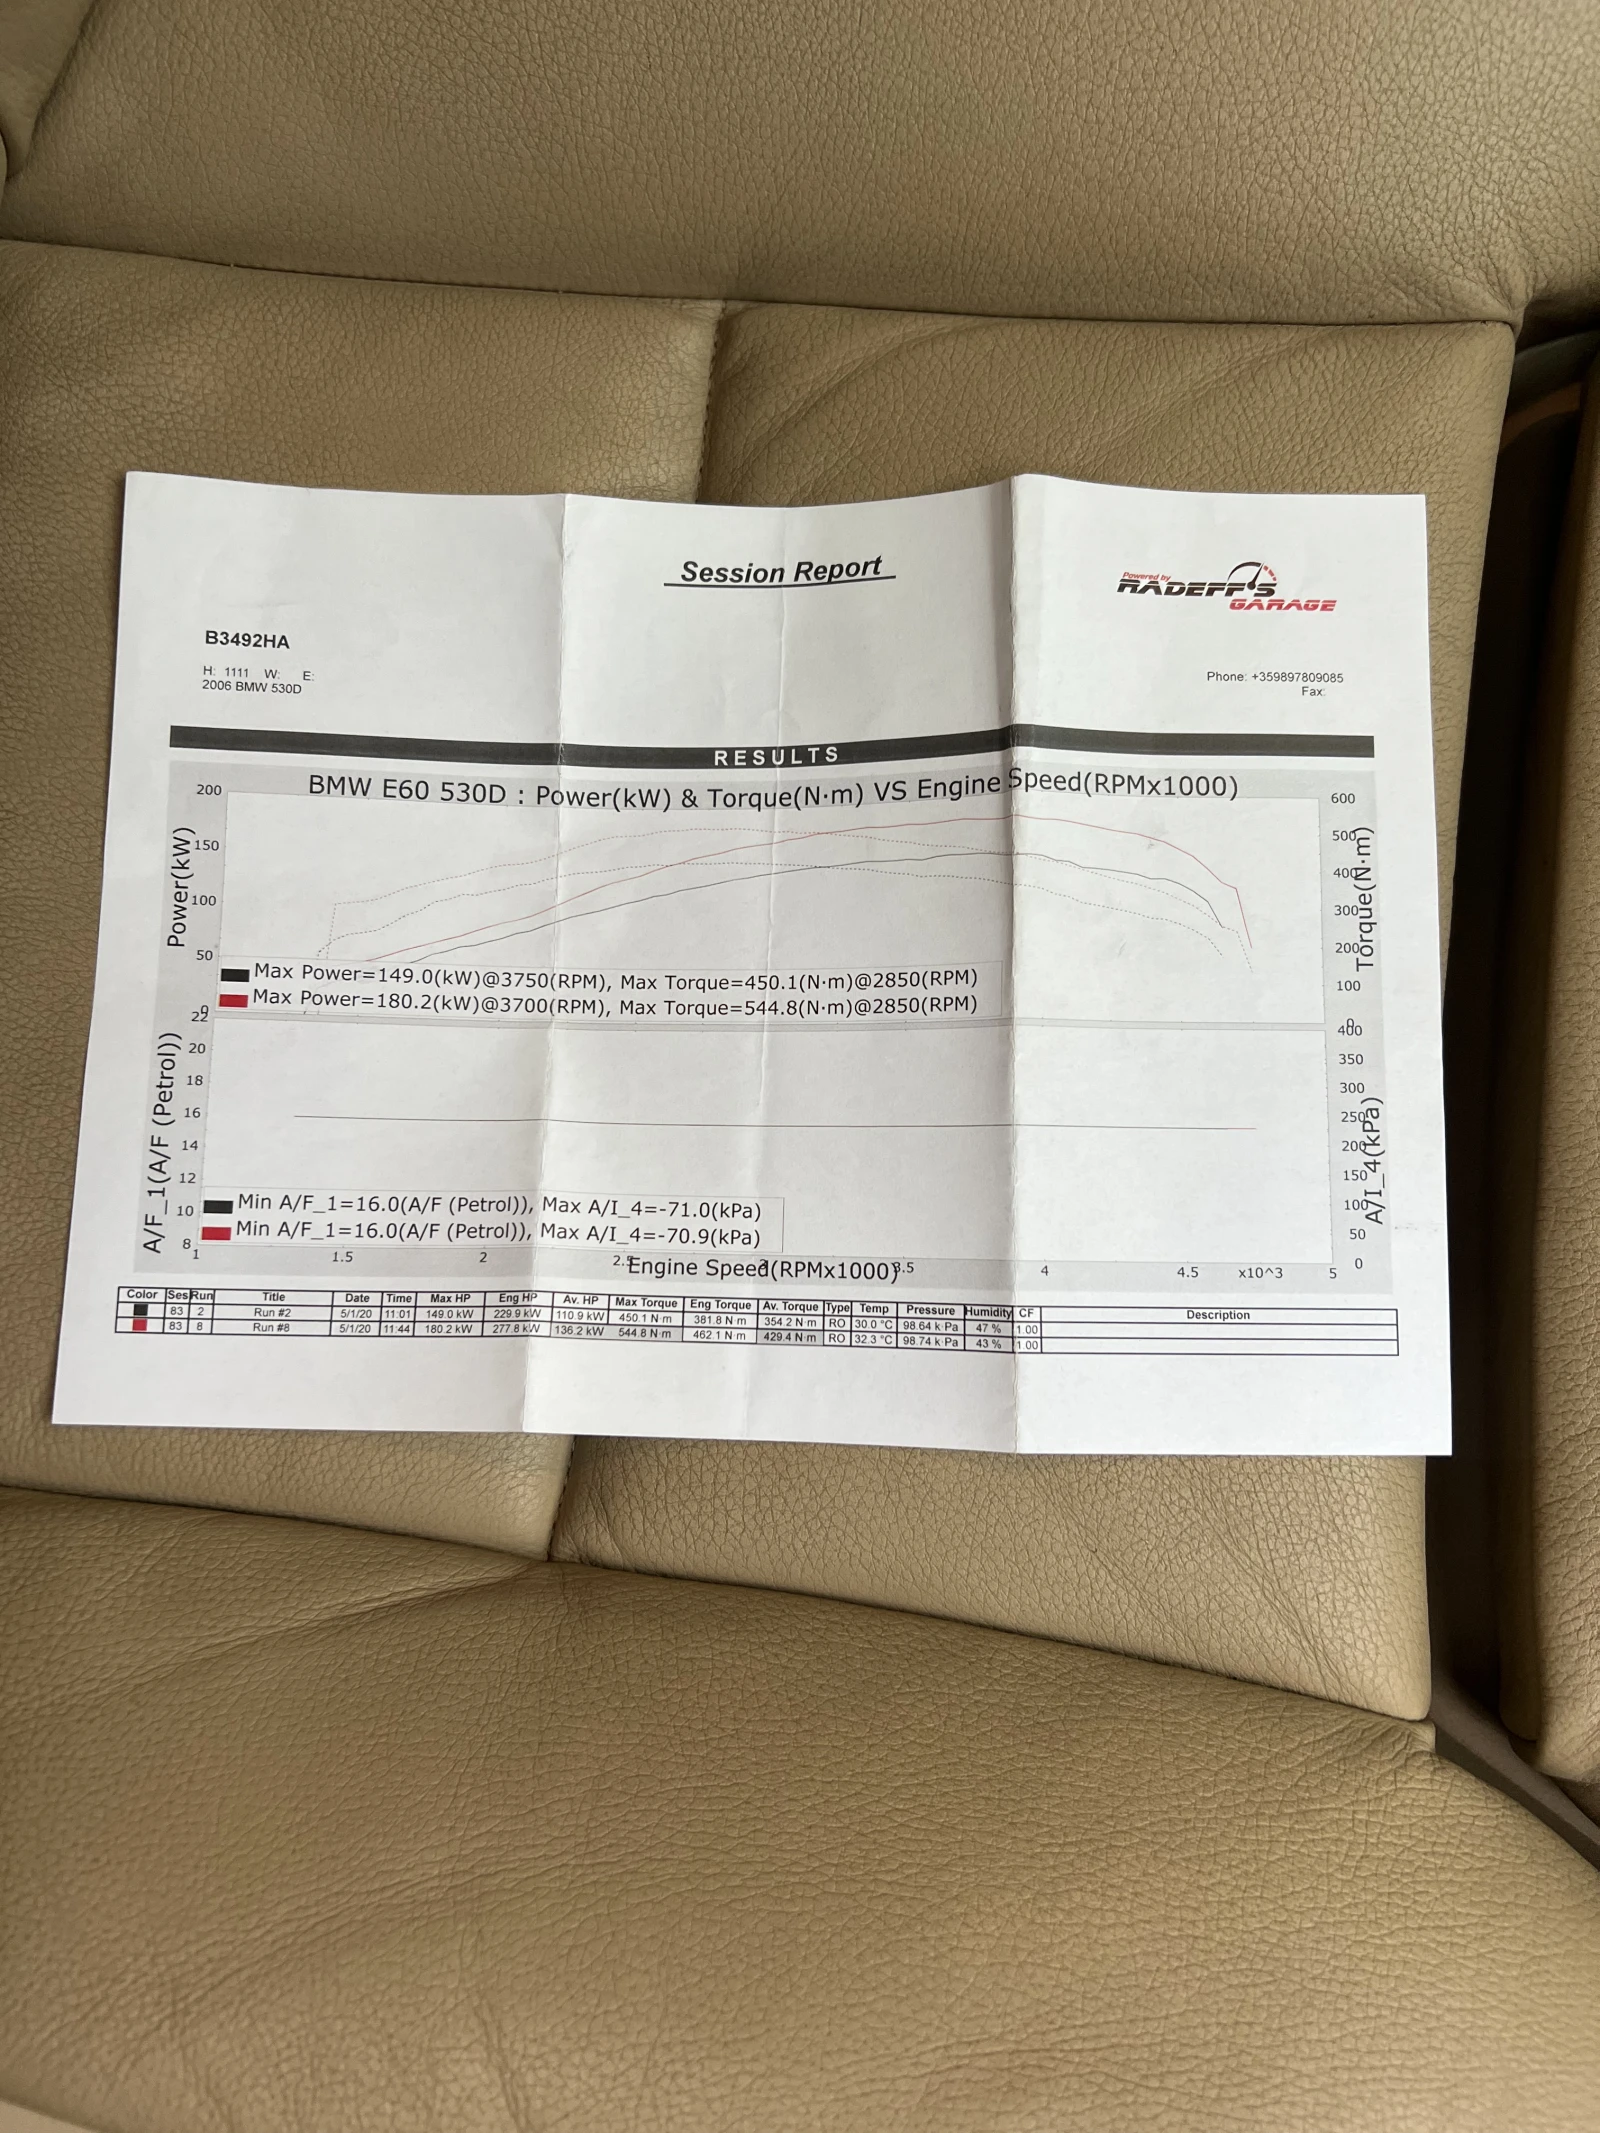 Session Report
Powered by
RADEFF'S
GARAGE
B3492HA
H: 1111 W: E:
2006 BMW 530D
Phone: +359897809085
Fax:
RESULTS
BMW E60 530D : Power(kW) & Torque(N·m) VS Engine Speed(RPMx1000)
Power(kW)
200
150
100
50
0
Torque(N·m)
600
500
400
300
200
100
0
Max Power=149.0(kW)@3750(RPM), Max Torque=450.1(N·m)@2850(RPM)
Max Power=180.2(kW)@3700(RPM), Max Torque=544.8(N·m)@2850(RPM)
A/F_1(A/F (Petrol))
22
20
18
16
14
12
10
8
A/I_4(kPa)
400
350
300
250
200
150
100
50
0
Min A/F_1=16.0(A/F (Petrol)), Max A/I_4=-71.0(kPa)
Min A/F_1=16.0(A/F (Petrol)), Max A/I_4=-70.9(kPa)
1 1.5 2 2.5 3 3.5 4 4.5 x10^3 5
Engine Speed(RPMx1000)
Color Ses Run Title Date Time Max HP Eng HP Av. HP Max Torque Eng Torque Av. Torque Type Temp Pressure Humidity CF Description
83 2 Run #2 5/1/20 11:01 149.0 kW 229.9 kW 110.9 kW 450.1 N·m 381.8 N·m 354.2 N·m RO 30.0 °C 98.64 k·Pa 47 % 1.00
83 8 Run #8 5/1/20 11:44 180.2 kW 277.8 kW 136.2 kW 544.8 N·m 462.1 N·m 429.4 N·m RO 32.3 °C 98.74 k·Pa 43 % 1.00